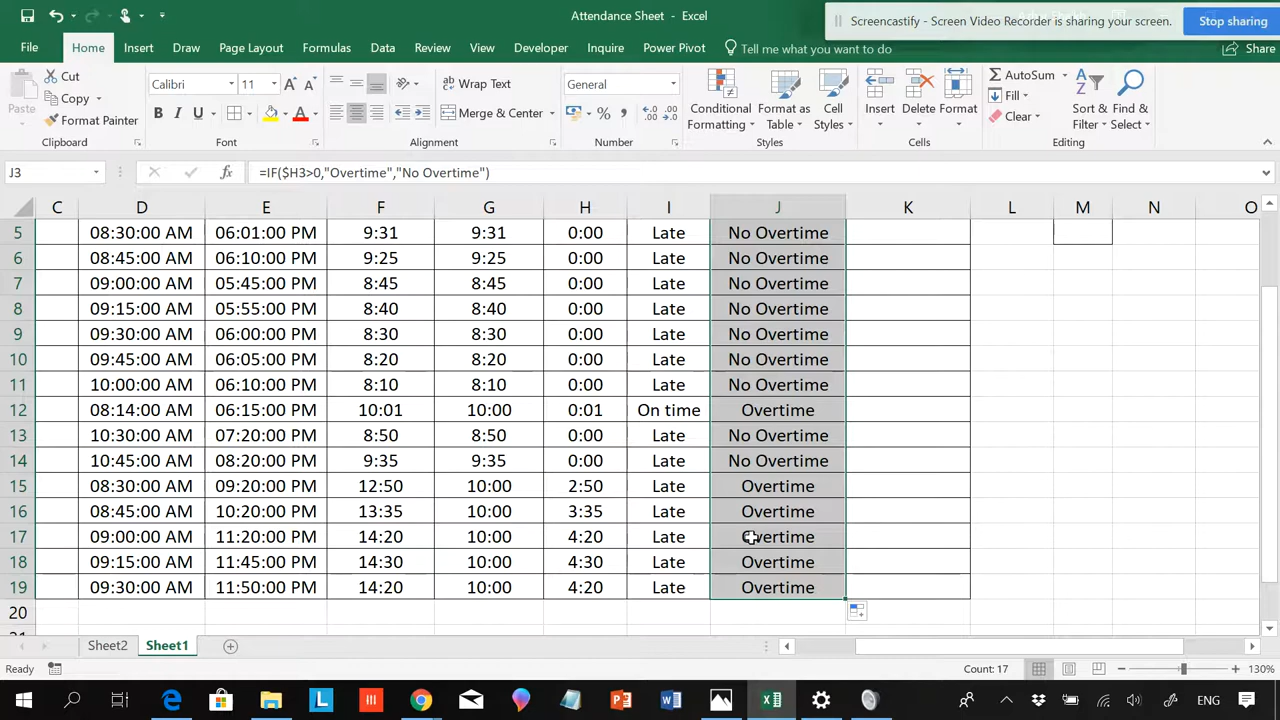 Attendance Sheet - Excel
Screencastify - Screen Video Recorder is sharing your screen. Stop sharing
File Home Insert Draw Page Layout Formulas Data Review View Developer Inquire Power Pivot Tell me what you want to do Share
Paste Cut Copy Format Painter
Calibri 11
B I U A
ab Wrap Text
Merge & Center
General
% ,
Conditional Formatting Format as Table Cell Styles
Insert Delete Format
AutoSum Fill Clear
Sort & Filter Find & Select
Clipboard Font Alignment Number Styles Cells Editing
J3 fx =IF($H3>0,"Overtime","No Overtime")
C D E F G H I J K L M N O
5 08:30:00 AM 06:01:00 PM 9:31 9:31 0:00 Late No Overtime
6 08:45:00 AM 06:10:00 PM 9:25 9:25 0:00 Late No Overtime
7 09:00:00 AM 05:45:00 PM 8:45 8:45 0:00 Late No Overtime
8 09:15:00 AM 05:55:00 PM 8:40 8:40 0:00 Late No Overtime
9 09:30:00 AM 06:00:00 PM 8:30 8:30 0:00 Late No Overtime
10 09:45:00 AM 06:05:00 PM 8:20 8:20 0:00 Late No Overtime
11 10:00:00 AM 06:10:00 PM 8:10 8:10 0:00 Late No Overtime
12 08:14:00 AM 06:15:00 PM 10:01 10:00 0:01 On time Overtime
13 10:30:00 AM 07:20:00 PM 8:50 8:50 0:00 Late No Overtime
14 10:45:00 AM 08:20:00 PM 9:35 9:35 0:00 Late No Overtime
15 08:30:00 AM 09:20:00 PM 12:50 10:00 2:50 Late Overtime
16 08:45:00 AM 10:20:00 PM 13:35 10:00 3:35 Late Overtime
17 09:00:00 AM 11:20:00 PM 14:20 10:00 4:20 Late Overtime
18 09:15:00 AM 11:45:00 PM 14:30 10:00 4:30 Late Overtime
19 09:30:00 AM 11:50:00 PM 14:20 10:00 4:20 Late Overtime
20
Sheet2 Sheet1
Ready Count: 17 130%
ENG